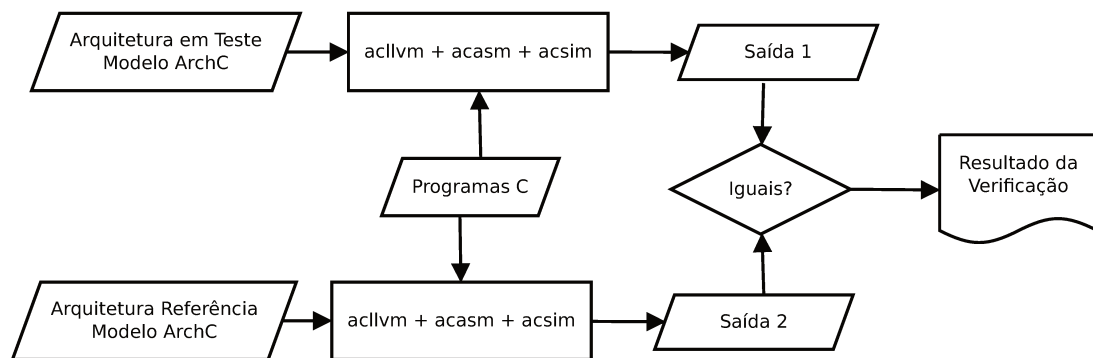 Arquitetura em Teste
Modelo ArchC
acllvm + acasm + acsim
Saída 1
Programas C
Iguais?
Resultado da
Verificação
Arquitetura Referência
Modelo ArchC
acllvm + acasm + acsim
Saída 2